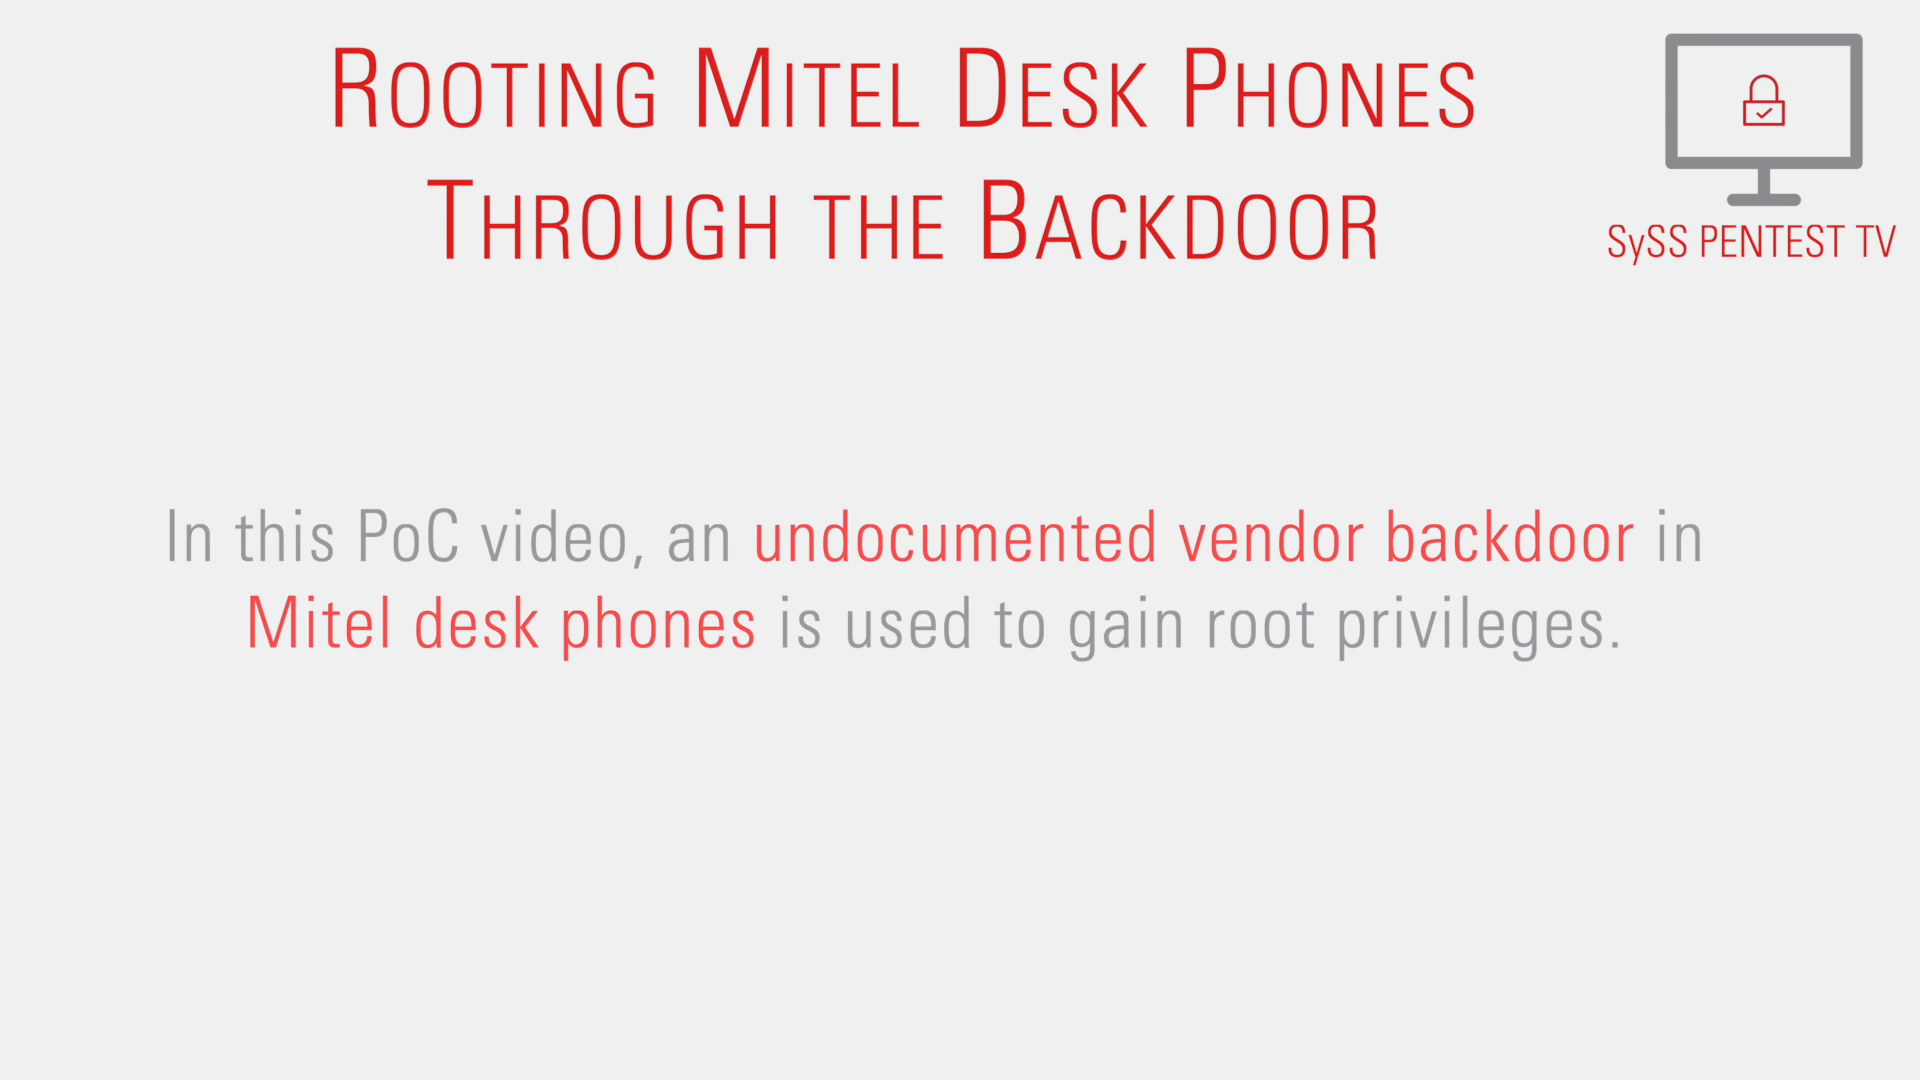 Rooting Mitel Desk Phones
Through the Backdoor
SySS PENTEST TV
In this PoC video, an undocumented vendor backdoor in
Mitel desk phones is used to gain root privileges.